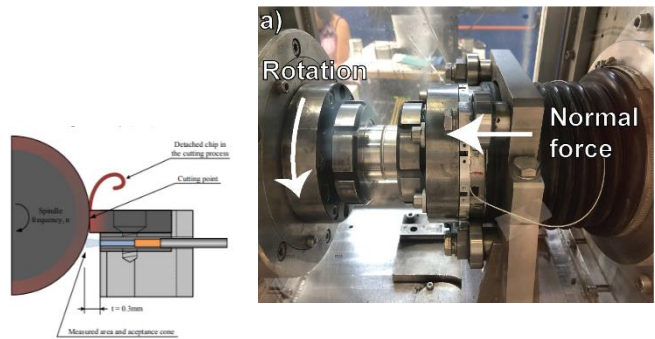 Detached chip in
the cutting process
Cutting point
Spindle
frequency, n
t = 0.3mm
Measured area and aceptance cone
a)
Rotation
Normal
force